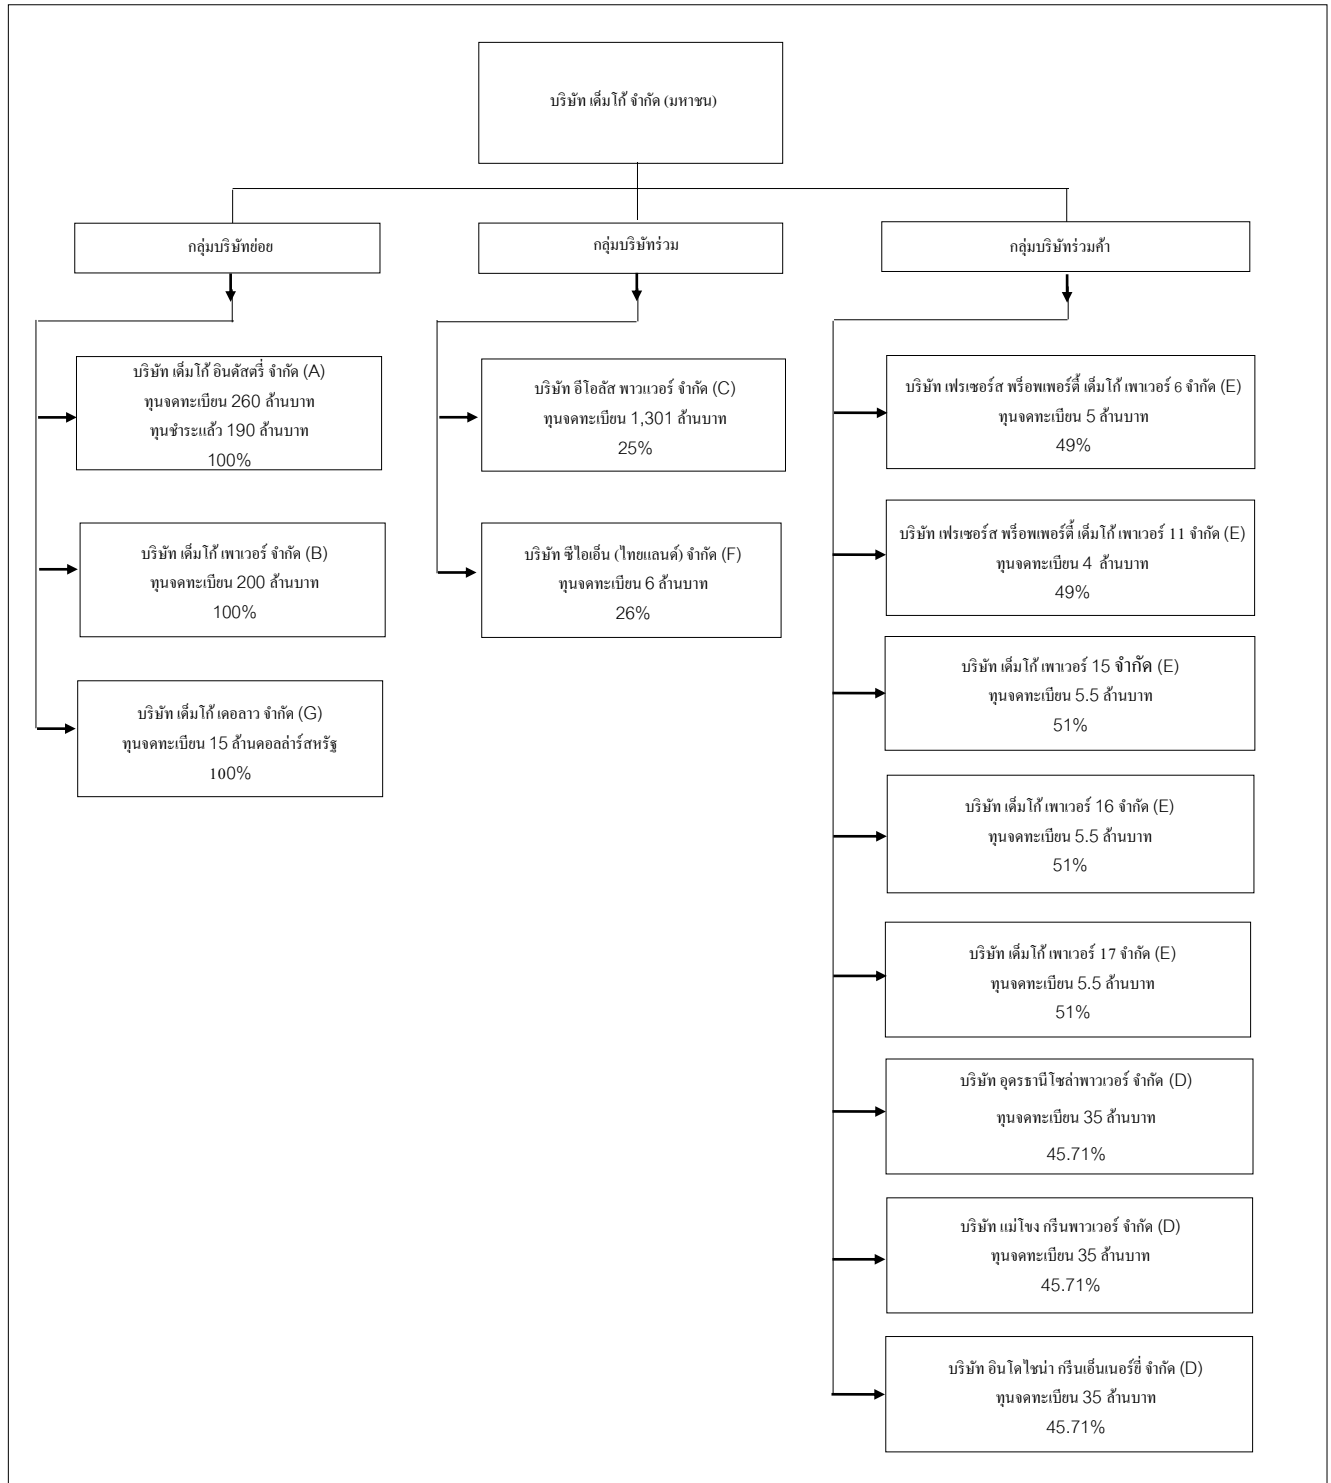 บริษัท เด็มโก้ จำกัด (มหาชน)
กลุ่มบริษัทย่อย
กลุ่มบริษัทร่วม
กลุ่มบริษัทร่วมค้า
บริษัท เด็มโก้ อินดัสตรี่ จำกัด (A)
ทุนจดทะเบียน 260 ล้านบาท
ทุนชำระแล้ว 190 ล้านบาท
100%
บริษัท เด็มโก้ เพาเวอร์ จำกัด (B)
ทุนจดทะเบียน 200 ล้านบาท
100%
บริษัท เด็มโก้ เดอลาว จำกัด (G)
ทุนจดทะเบียน 15 ล้านดอลล่าร์สหรัฐ
100%
บริษัท อีโอลัส พาวแวอร์ จำกัด (C)
ทุนจดทะเบียน 1,301 ล้านบาท
25%
บริษัท ซีไอเอ็น (ไทยแลนด์) จำกัด (F)
ทุนจดทะเบียน 6 ล้านบาท
26%
บริษัท เฟรเซอร์ส พร็อพเพอร์ตี้ เด็มโก้ เพาเวอร์ 6 จำกัด (E)
ทุนจดทะเบียน 5 ล้านบาท
49%
บริษัท เฟรเซอร์ส พร็อพเพอร์ตี้ เด็มโก้ เพาเวอร์ 11 จำกัด (E)
ทุนจดทะเบียน 4 ล้านบาท
49%
บริษัท เด็มโก้ เพาเวอร์ 15 จำกัด (E)
ทุนจดทะเบียน 5.5 ล้านบาท
51%
บริษัท เด็มโก้ เพาเวอร์ 16 จำกัด (E)
ทุนจดทะเบียน 5.5 ล้านบาท
51%
บริษัท เด็มโก้ เพาเวอร์ 17 จำกัด (E)
ทุนจดทะเบียน 5.5 ล้านบาท
51%
บริษัท อุดรธานี โซล่าพาวเวอร์ จำกัด (D)
ทุนจดทะเบียน 35 ล้านบาท
45.71%
บริษัท แม่โขง กรีนพาวเวอร์ จำกัด (D)
ทุนจดทะเบียน 35 ล้านบาท
45.71%
บริษัท อินโดไชน่า กรีนเอ็นเนอร์ยี่ จำกัด (D)
ทุนจดทะเบียน 35 ล้านบาท
45.71%